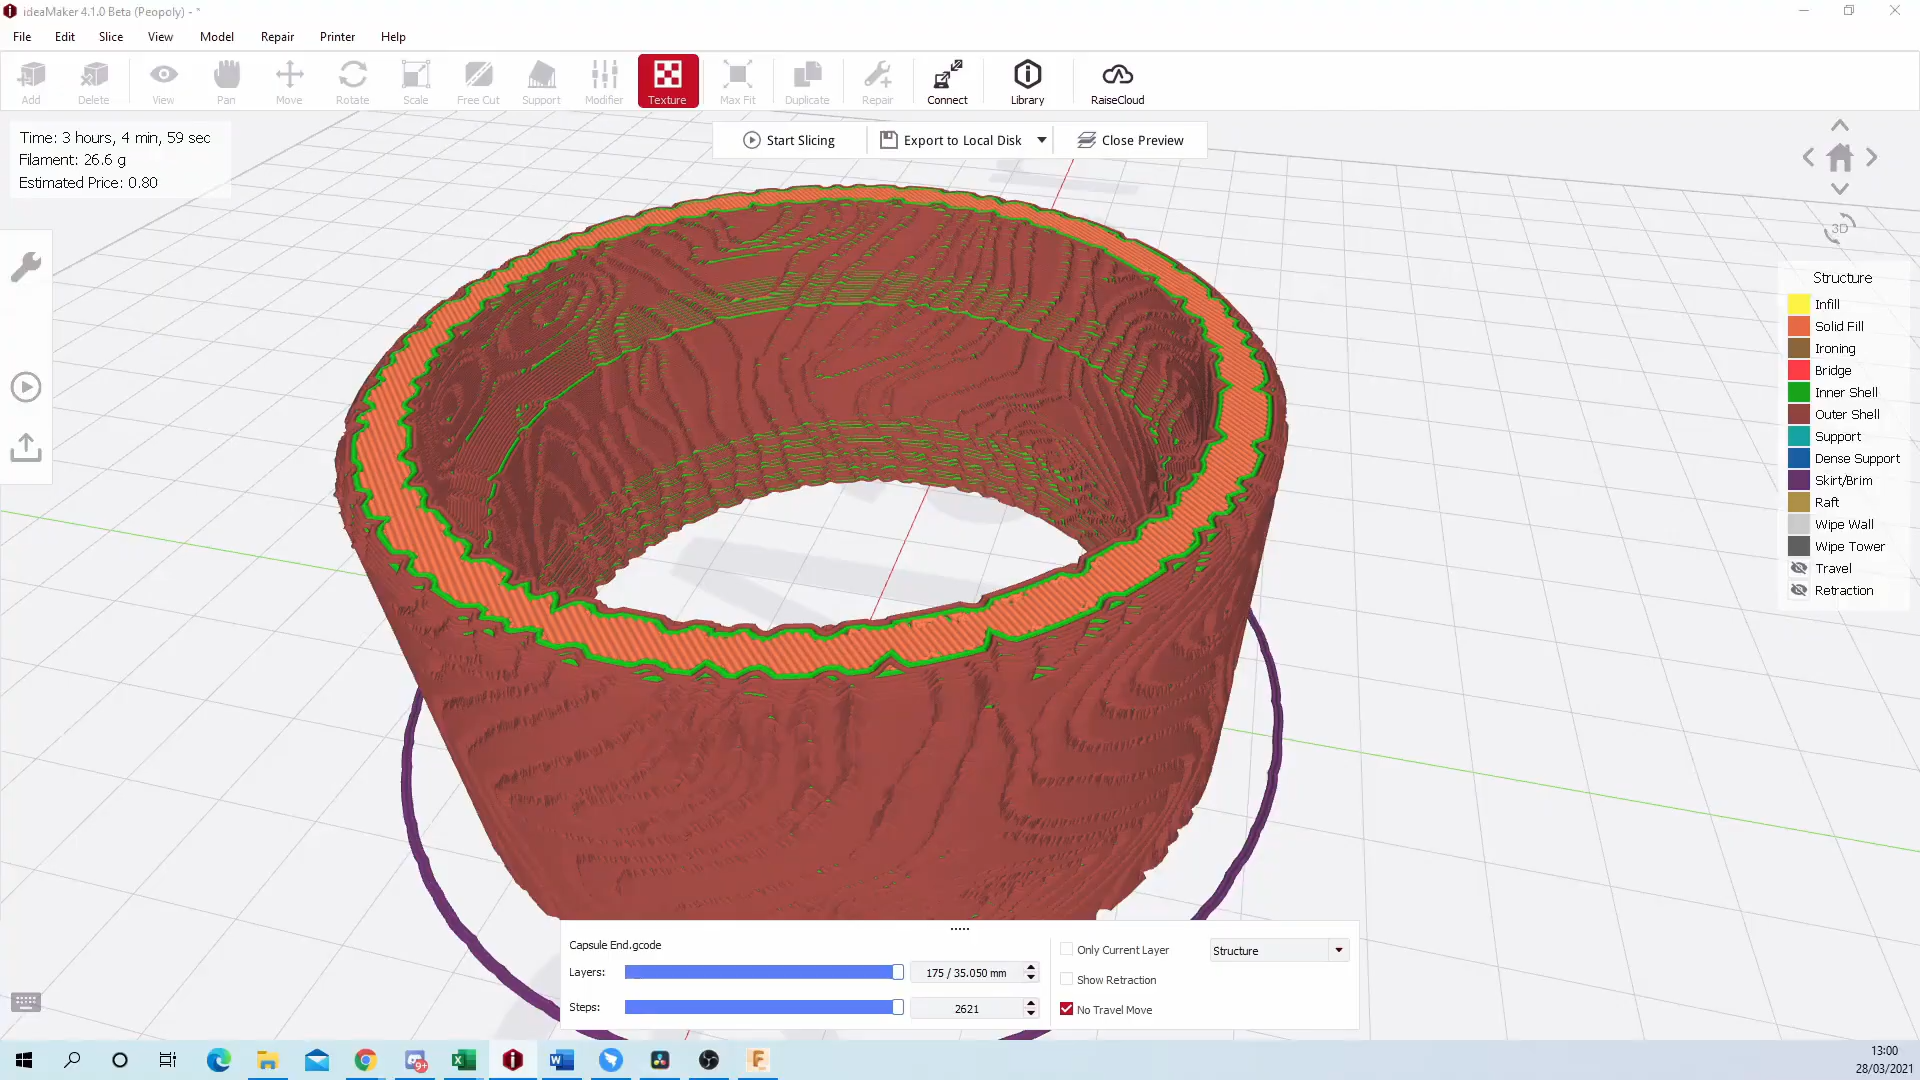 ideaMaker 4.1.0 Beta (Peopoly) - *
File Edit Slice View Model Repair Printer Help
Add Delete View Pan Move Rotate Scale Free Cut Support Modifier Texture Max Fit Duplicate Repair Connect Library RaiseCloud
Time: 3 hours, 4 min, 59 sec
Filament: 26.6 g
Estimated Price: 0.80
Start Slicing Export to Local Disk Close Preview
3D
Structure
Infill
Solid Fill
Ironing
Bridge
Inner Shell
Outer Shell
Support
Dense Support
Skirt/Brim
Raft
Wipe Wall
Wipe Tower
Travel
Retraction
Capsule End.gcode
Layers: 175 / 35.050 mm
Steps: 2621
Only Current Layer Structure
Show Retraction
No Travel Move
9+
13:00
28/03/2021